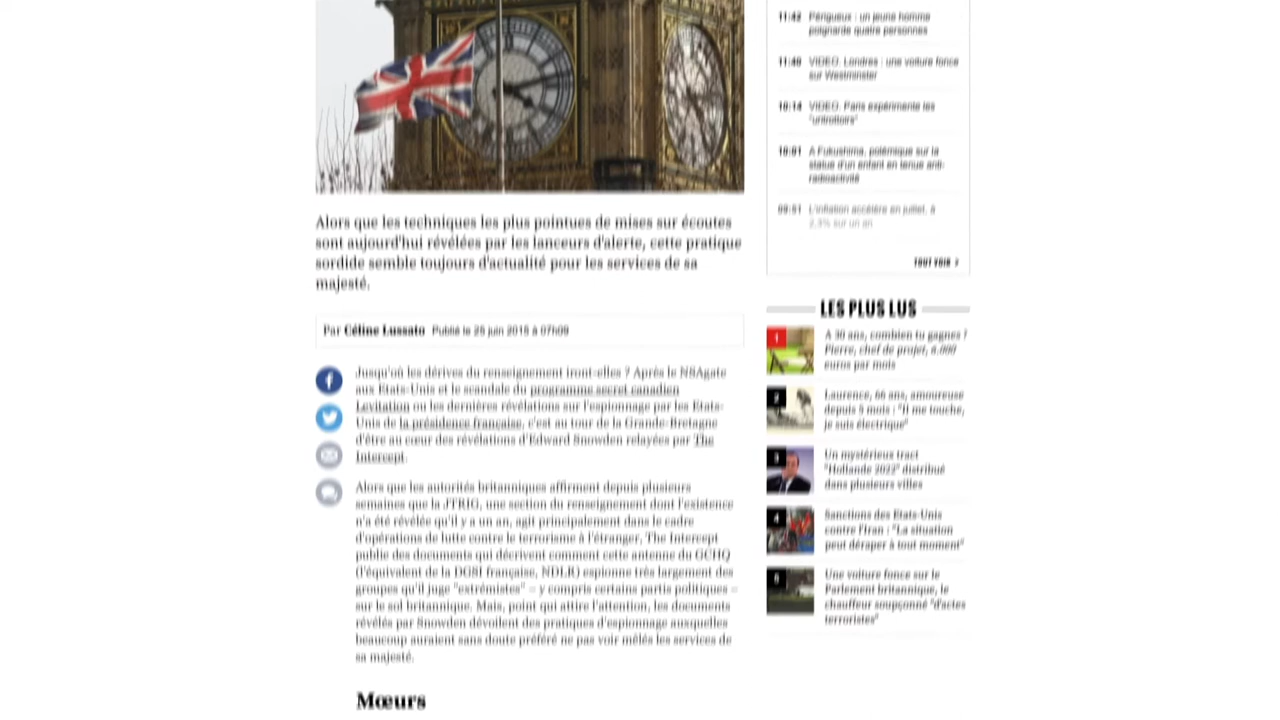 Alors que les techniques les plus pointues de mises sur écoutes
sont aujourd'hui révélées par les lanceurs d'alerte, cette pratique
sordide semble toujours d'actualité pour les services de sa
majesté.
Par Céline Lussato Publié le 25 juin 2015 à 07h09
Jusqu'où les dérives du renseignement iront-elles ? Après le NSAgate
aux Etats-Unis et le scandale du programme secret canadien
Levitation ou les dernières révélations sur l'espionnage par les Etats-
Unis de la présidence française, c'est au tour de la Grande-Bretagne
d'être au cœur des révélations d'Edward Snowden relayées par The
Intercept.
Alors que les autorités britanniques affirment depuis plusieurs
semaines que la JTRIG, une section du renseignement dont l'existence
n'a été révélée qu'il y a un an, agit principalement dans le cadre
d'opérations de lutte contre le terrorisme à l'étranger, The Intercept
publie des documents qui décrivent comment cette antenne du GCHQ
(l'équivalent de la DGSI française, NDLR) espionne très largement des
groupes qu'il juge "extrémistes" – y compris certains partis politiques –
sur le sol britannique. Mais, point qui attire l'attention, les documents
révélés par Snowden dévoilent des pratiques d'espionnage auxquelles
beaucoup auraient sans doute préféré ne pas voir mêlés les services de
sa majesté.
Mœurs
11:42 Périgueux : un jeune homme
poignarde quatre personnes
11:40 VIDEO. Londres : une voiture fonce
sur Westminster
10:14 VIDEO. Paris expérimente les
"uritrottoirs"
10:01 A Fukushima, polémique sur la
statue d'un enfant en tenue anti-
radioactivité
09:51 L'inflation accélère en juillet, à
2,3% sur un an
TOUT VOIR >
LES PLUS LUS
1 A 30 ans, combien tu gagnes ?
Pierre, chef de projet, 6.000
euros par mois
2 Laurence, 66 ans, amoureuse
depuis 5 mois : "Il me touche,
je suis électrique"
3 Un mystérieux tract
"Hollande 2022" distribué
dans plusieurs villes
4 Sanctions des Etats-Unis
contre l'Iran : "La situation
peut déraper à tout moment"
5 Une voiture fonce sur le
Parlement britannique, le
chauffeur soupçonné "d'actes
terroristes"